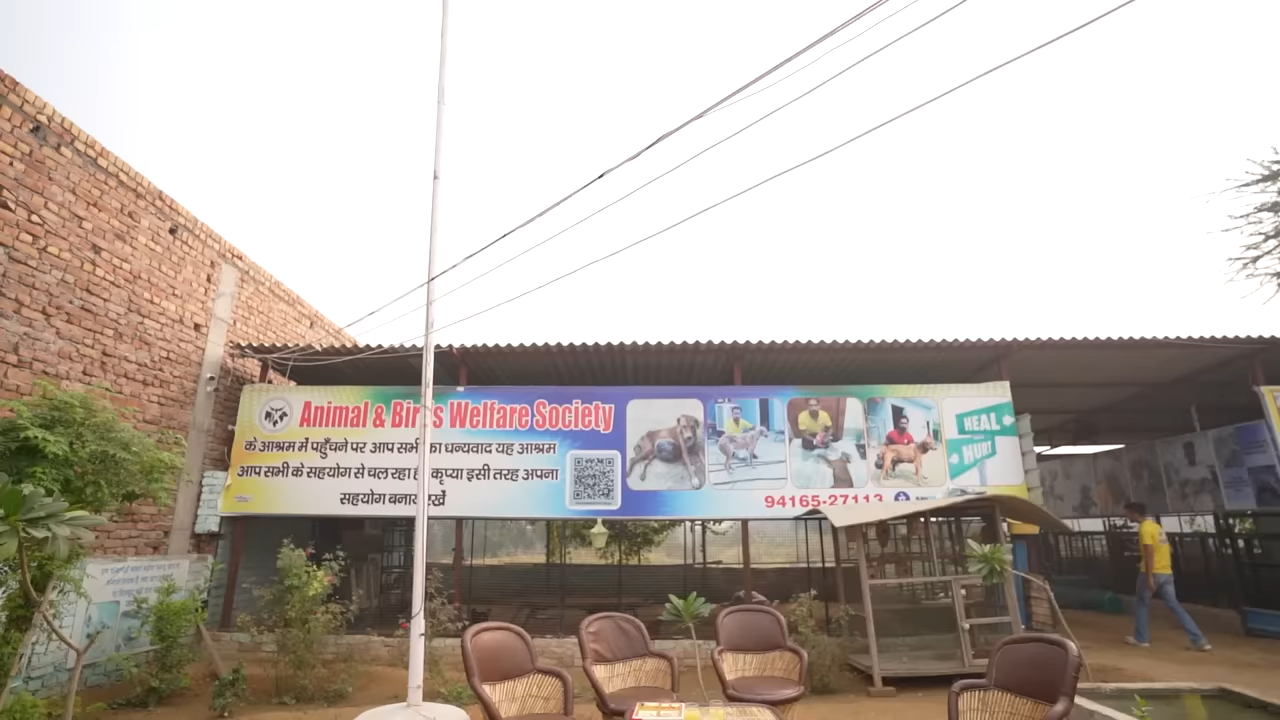 Animal & Birds Welfare Society
के आश्रम में पहुँचने पर आप सभी का धन्यवाद यह आश्रम
आप सभी के सहयोग से चल रहा है कृप्या इसी तरह अपना
सहयोग बनाये रखें
94165-27113
HEAL
HURT